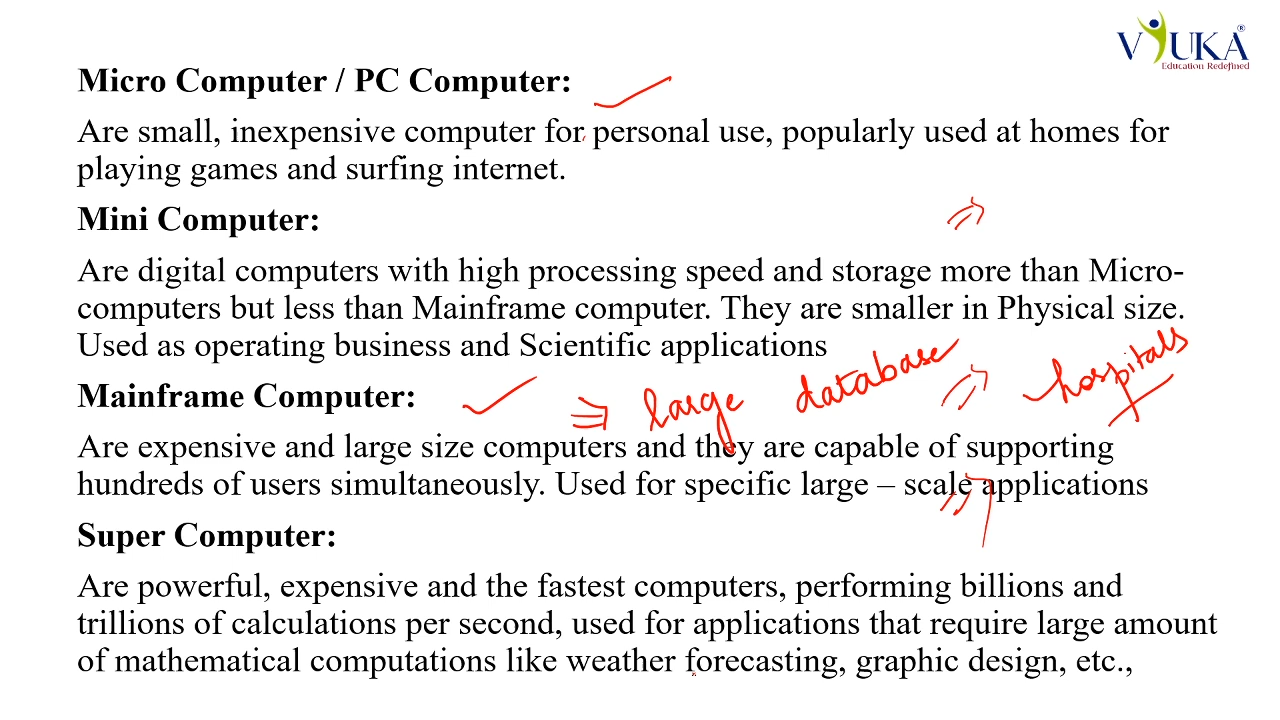 VIUKA®
Education Redefined
Micro Computer / PC Computer:
Are small, inexpensive computer for personal use, popularly used at homes for
playing games and surfing internet.
Mini Computer:
Are digital computers with high processing speed and storage more than Micro-
computers but less than Mainframe computer. They are smaller in Physical size.
Used as operating business and Scientific applications
Mainframe Computer: ⇒ large database ⇒ hospitals
Are expensive and large size computers and they are capable of supporting
hundreds of users simultaneously. Used for specific large – scale applications
Super Computer:
Are powerful, expensive and the fastest computers, performing billions and
trillions of calculations per second, used for applications that require large amount
of mathematical computations like weather forecasting, graphic design, etc.,